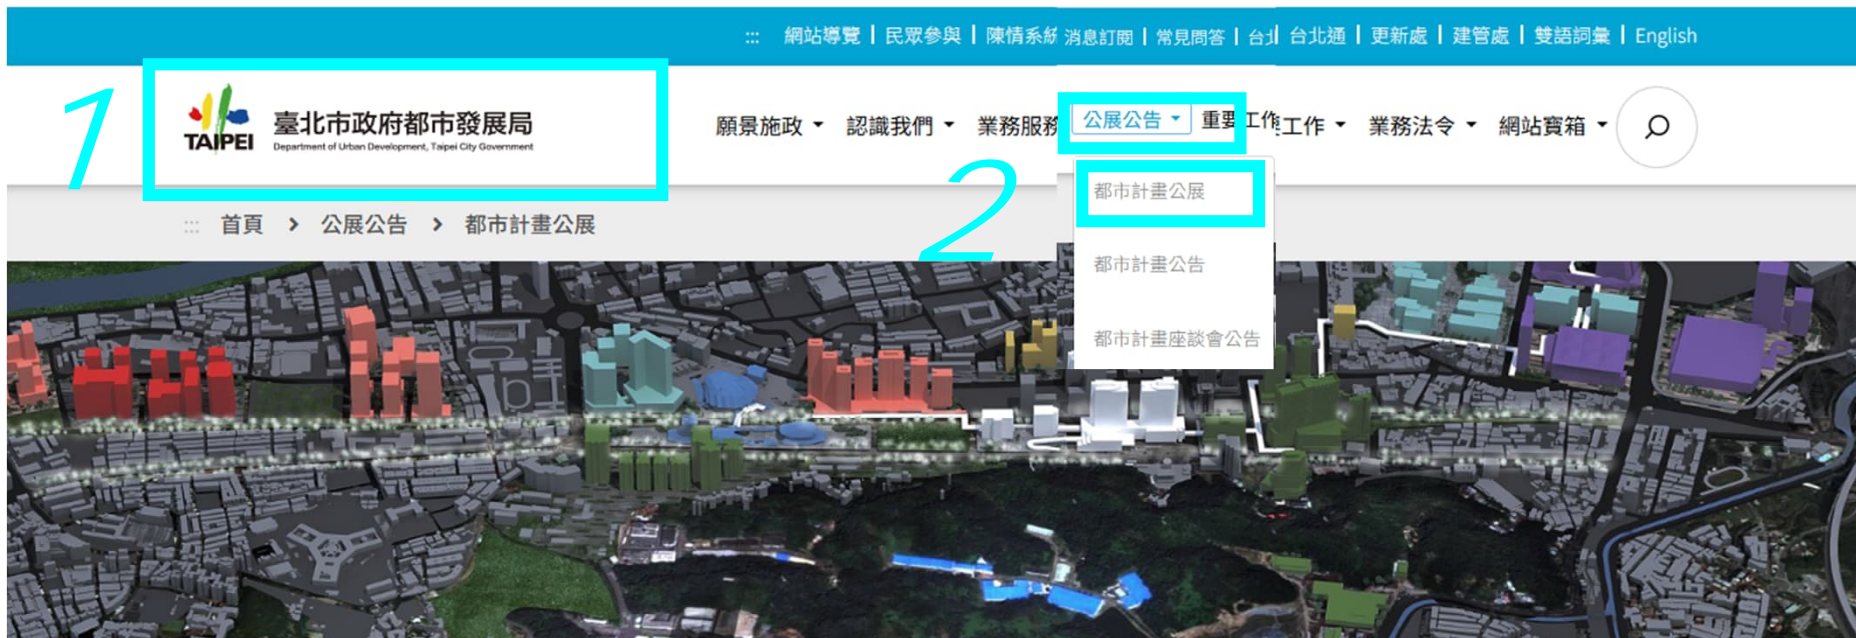 ::: 網站導覽 | 民眾參與 | 陳情系統 消息訂閱 | 常見問答 | 台北通 | 更新處 | 建管處 | 雙語詞彙 | English
1
TAIPEI
臺北市政府都市發展局
Department of Urban Development, Taipei City Government
願景施政 認識我們 業務服務 公展公告 重要工作 工作 業務法令 網站寶箱
2
都市計畫公展
都市計畫公告
都市計畫座談會公告
::: 首頁 > 公展公告 > 都市計畫公展